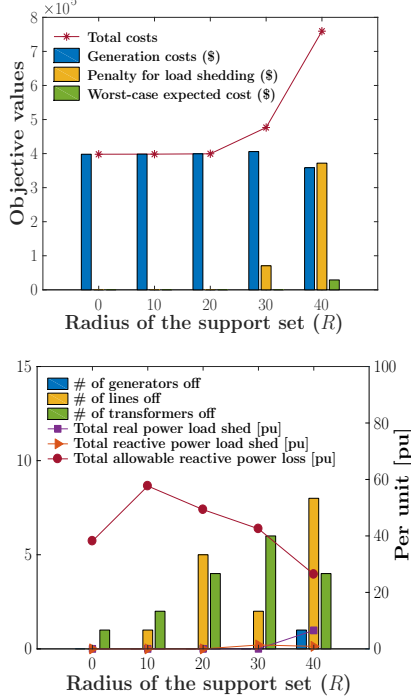 8 ×10³
7
6
5
4
3
2
1
0
Objective values
Total costs
Generation costs ($)
Penalty for load shedding ($)
Worst-case expected cost ($)
0 10 20 30 40
Radius of the support set (R)
15
10
5
0
# of generators off
# of lines off
# of transformers off
Total real power load shed [pu]
Total reactive power load shed [pu]
Total allowable reactive power loss [pu]
100
80
60
40
20
0
Per unit [pu]
0 10 20 30 40
Radius of the support set (R)